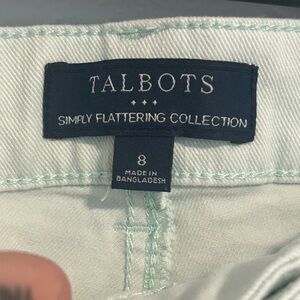 TALBOTS
SIMPLY FLATTERING COLLECTION
8
MADE IN
BANGLADESH